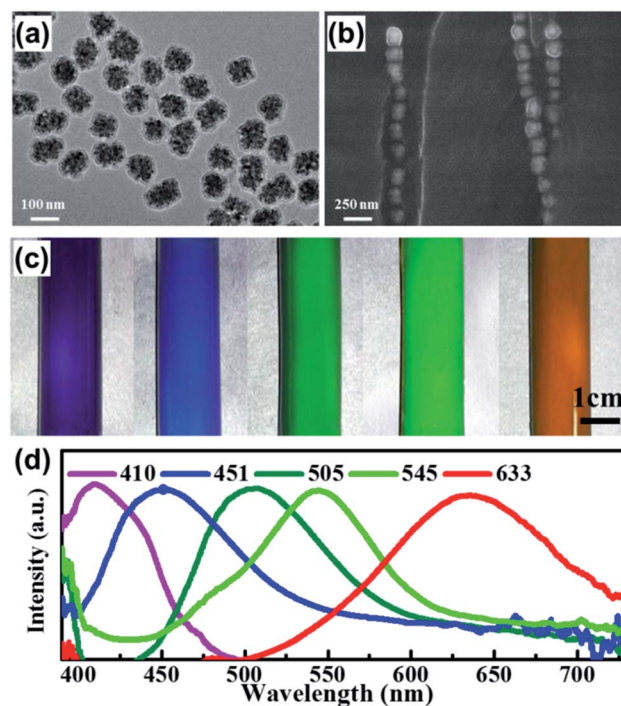 (a)
100 nm
(b)
250 nm
(c)
1cm
(d)
410 451 505 545 633
Intensity (a.u.)
400 450 500 550 600 650 700
Wavelength (nm)